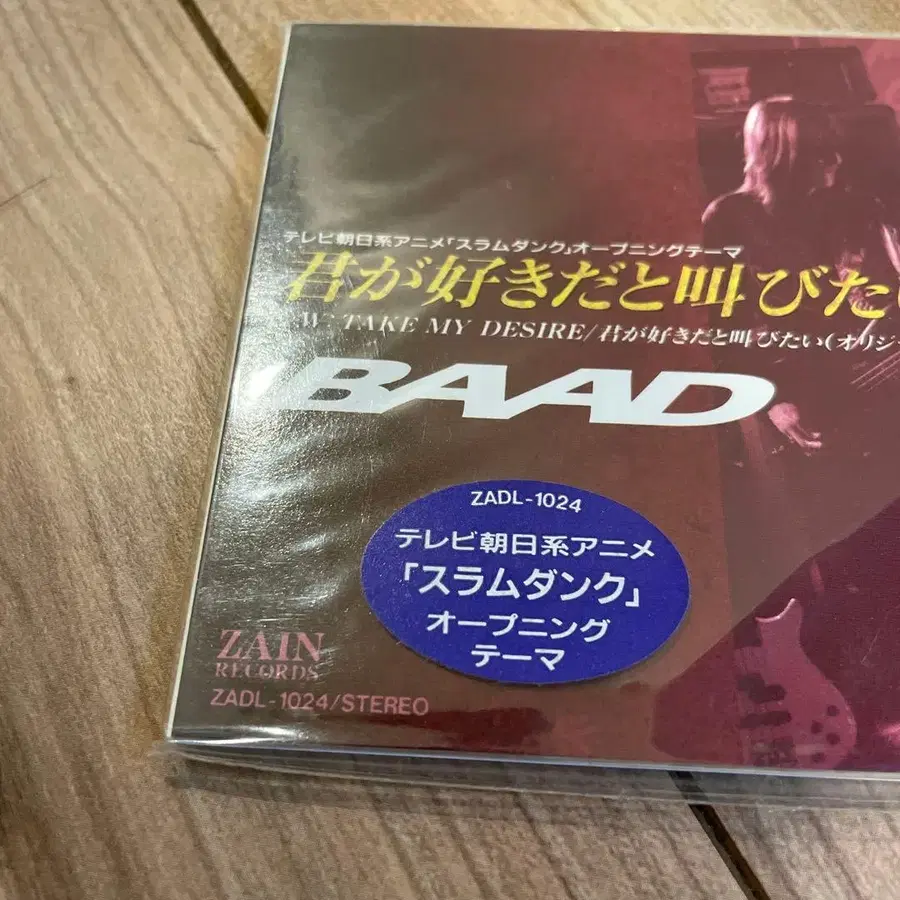 テレビ朝日系アニメ「スラムダンク」オープニングテーマ
君が好きだと叫びたい
TAKE MY DESIRE/君が好きだと叫びたい(オリジ
BAAD
ZADL-1024
テレビ朝日系アニメ
「スラムダンク」
オープニング
テーマ
ZAIN
RECORDS
ZADL-1024/STEREO